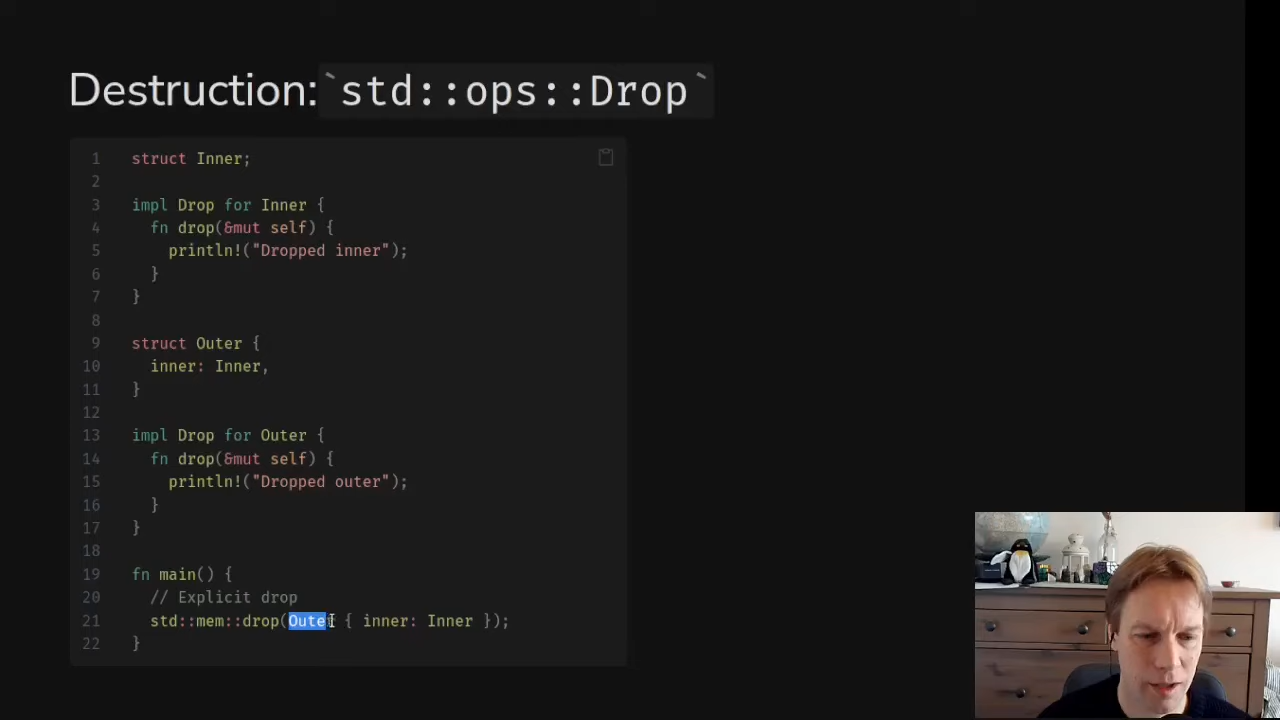 Destruction: `std::ops::Drop`
1 struct Inner;
2
3 impl Drop for Inner {
4   fn drop(&mut self) {
5     println!("Dropped inner");
6   }
7 }
8
9 struct Outer {
10   inner: Inner,
11 }
12
13 impl Drop for Outer {
14   fn drop(&mut self) {
15     println!("Dropped outer");
16   }
17 }
18
19 fn main() {
20   // Explicit drop
21   std::mem::drop(Outer { inner: Inner });
22 }